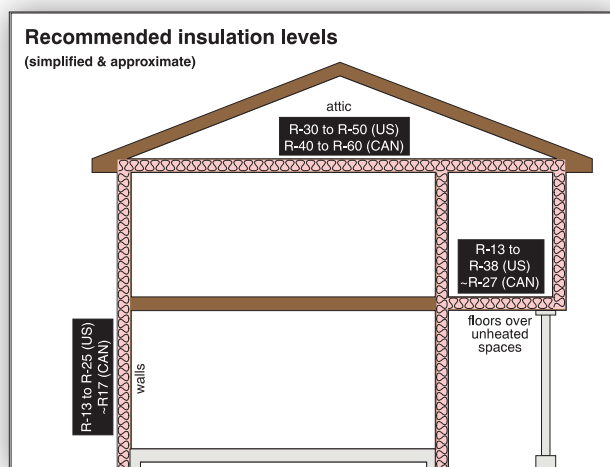 Recommended insulation levels
(simplified & approximate)
attic
R-30 to R-50 (US)
R-40 to R-60 (CAN)
R-13 to
R-38 (US)
~R-27 (CAN)
floors over
unheated
spaces
R-13 to R-25 (US)
~R17 (CAN)
walls